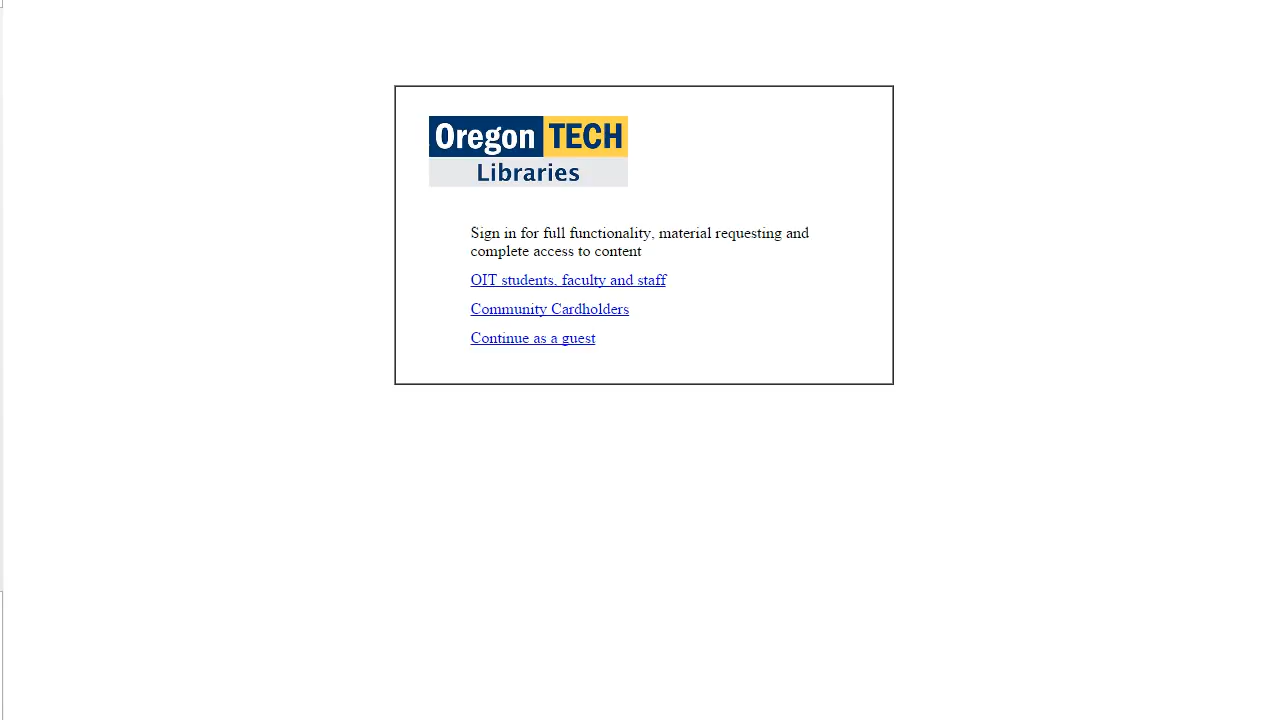 Oregon TECH
Libraries
Sign in for full functionality, material requesting and
complete access to content
OIT students, faculty and staff
Community Cardholders
Continue as a guest